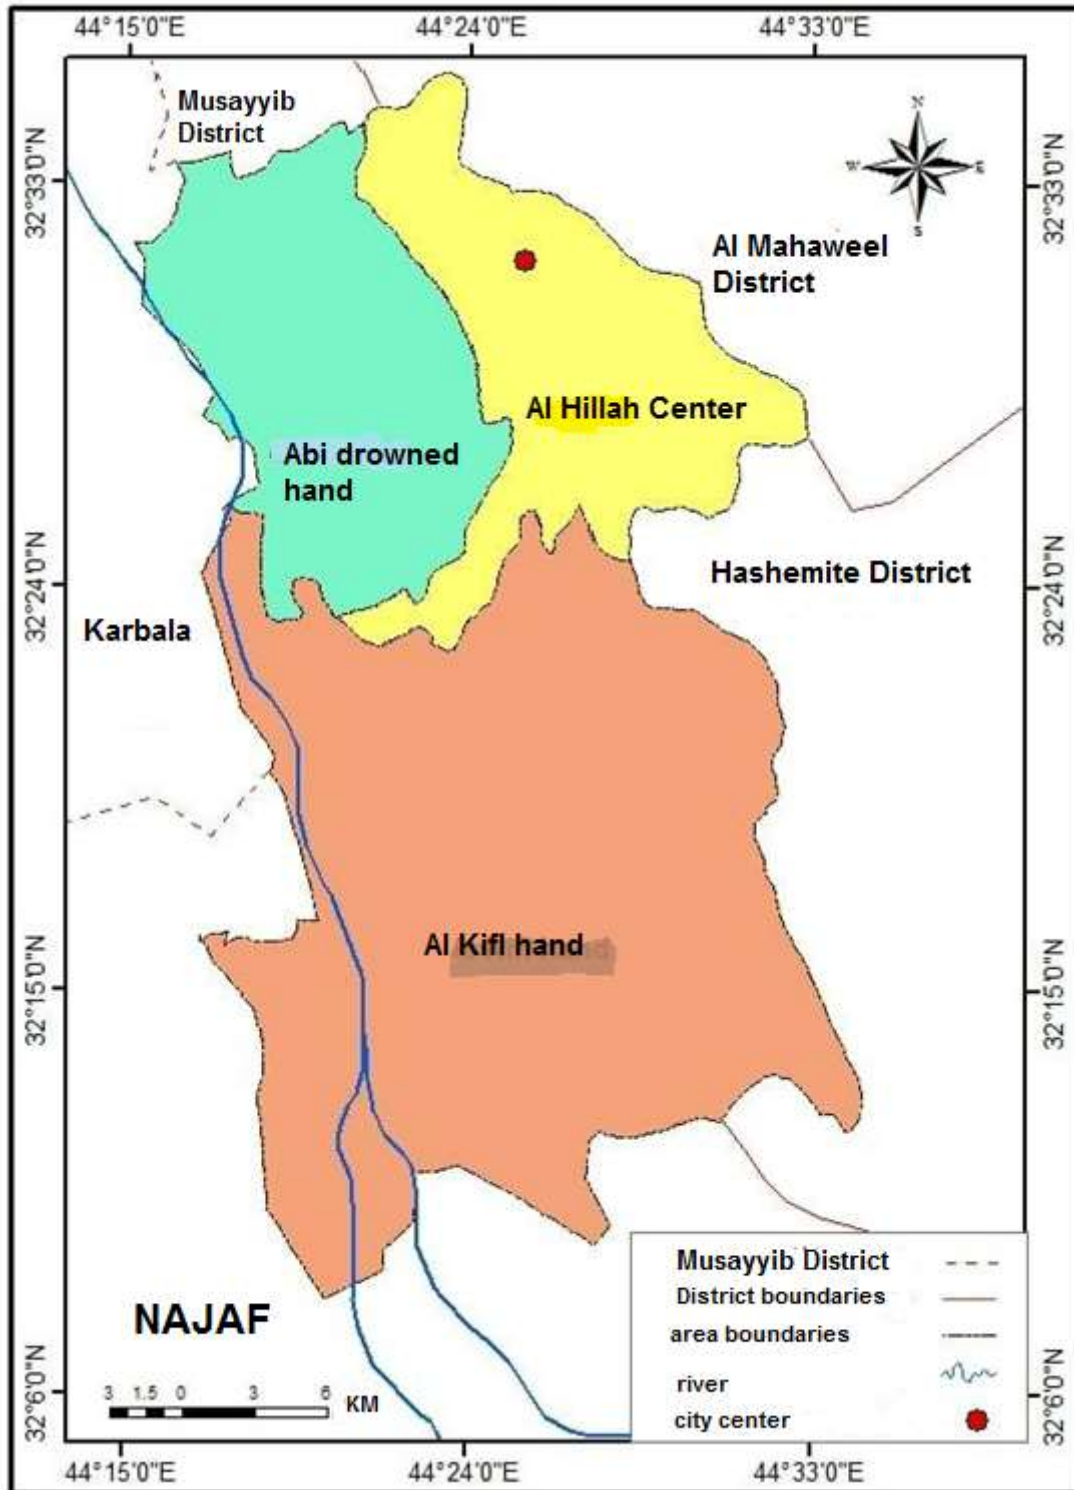 44°15'0"E 44°24'0"E 44°33'0"E
Musayyib
District
N
W E
S
32°33'0"N 32°33'0"N
Al Mahaweel
District
Al Hillah Center
Abi drowned
hand
Hashemite District
32°24'0"N 32°24'0"N
Karbala
Al Kifl hand
32°15'0"N 32°15'0"N
Musayyib District
District boundaries
area boundaries
river
city center
NAJAF
3 1.5 0 3 6
KM
32°6'0"N 32°6'0"N
44°15'0"E 44°24'0"E 44°33'0"E